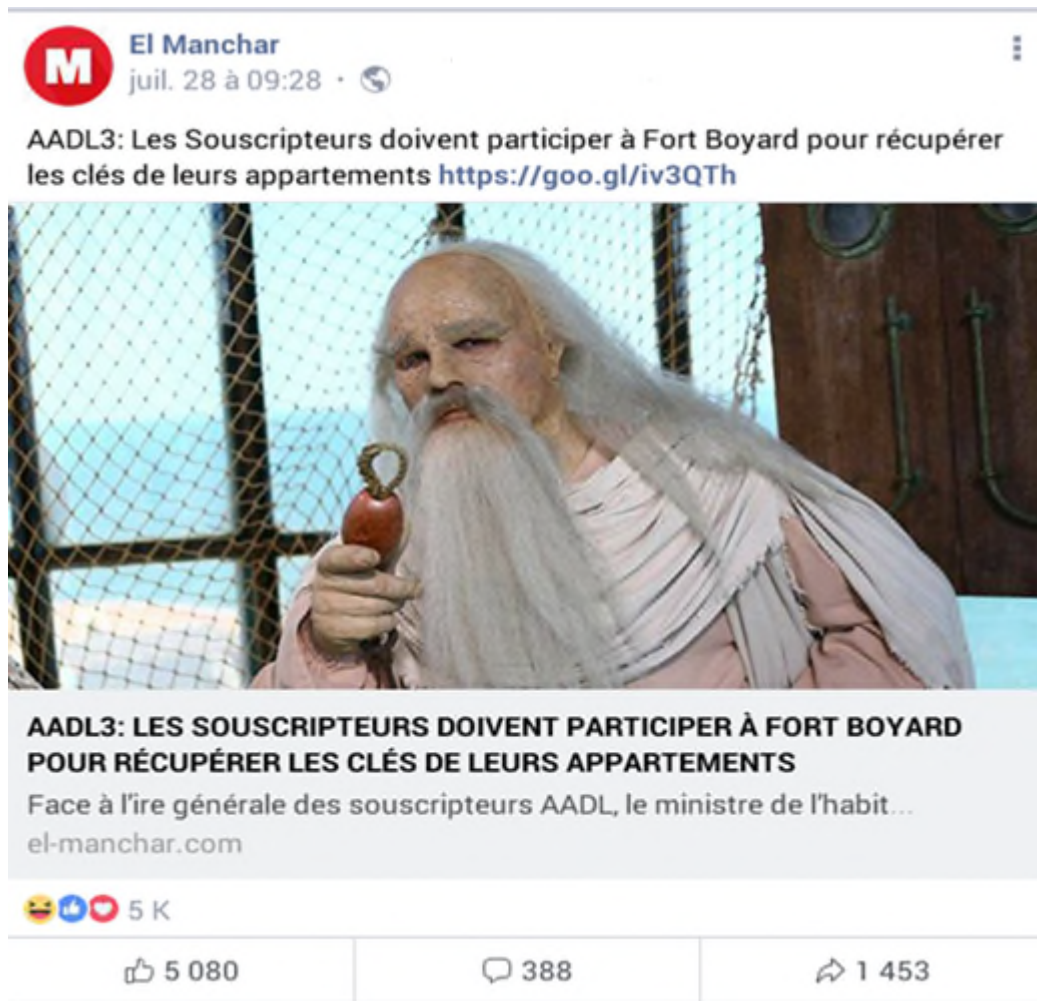 M
El Manchar
juil. 28 à 09:28 ·
AADL3: Les Souscripteurs doivent participer à Fort Boyard pour récupérer
les clés de leurs appartements https://goo.gl/iv3QTh
AADL3: LES SOUSCRIPTEURS DOIVENT PARTICIPER À FORT BOYARD
POUR RÉCUPÉRER LES CLÉS DE LEURS APPARTEMENTS
Face à l'ire générale des souscripteurs AADL, le ministre de l'habit...
el-manchar.com
5 K
5 080 388 1 453